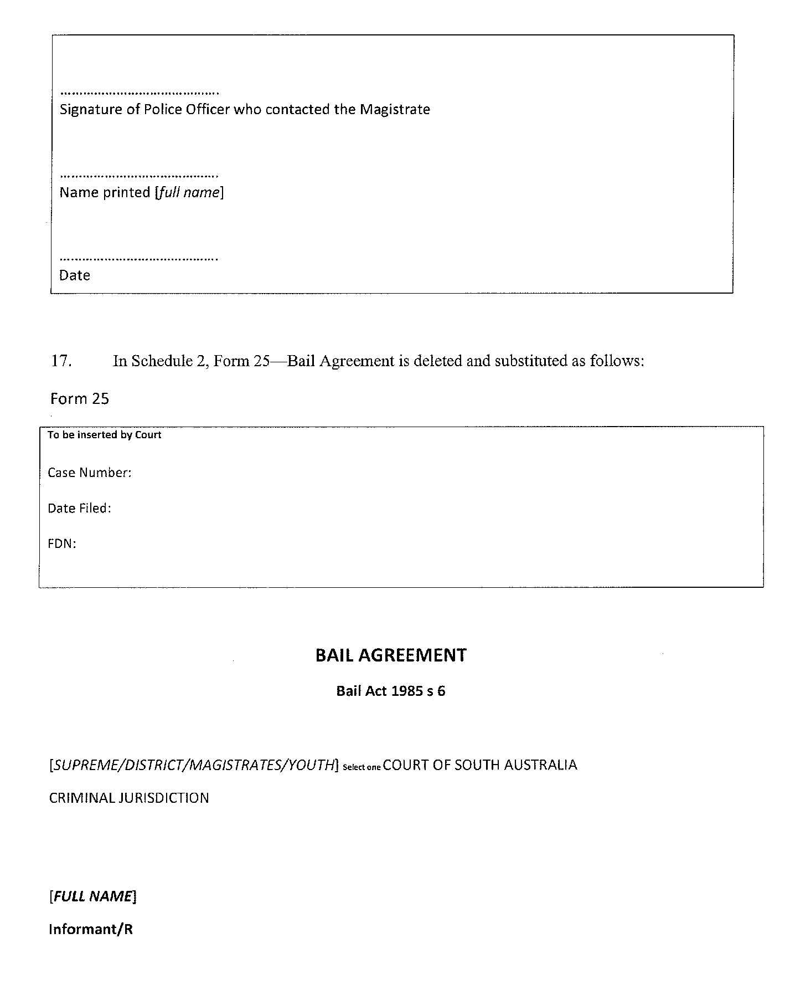 ..........................................
Signature of Police Officer who contacted the Magistrate
..........................................
Name printed [full name]
..........................................
Date
17. In Schedule 2, Form 25—Bail Agreement is deleted and substituted as follows:
Form 25
To be inserted by Court
Case Number:
Date Filed:
FDN:
BAIL AGREEMENT
Bail Act 1985 s 6
[SUPREME/DISTRICT/MAGISTRATES/YOUTH] Select one COURT OF SOUTH AUSTRALIA
CRIMINAL JURISDICTION
[FULL NAME]
Informant/R